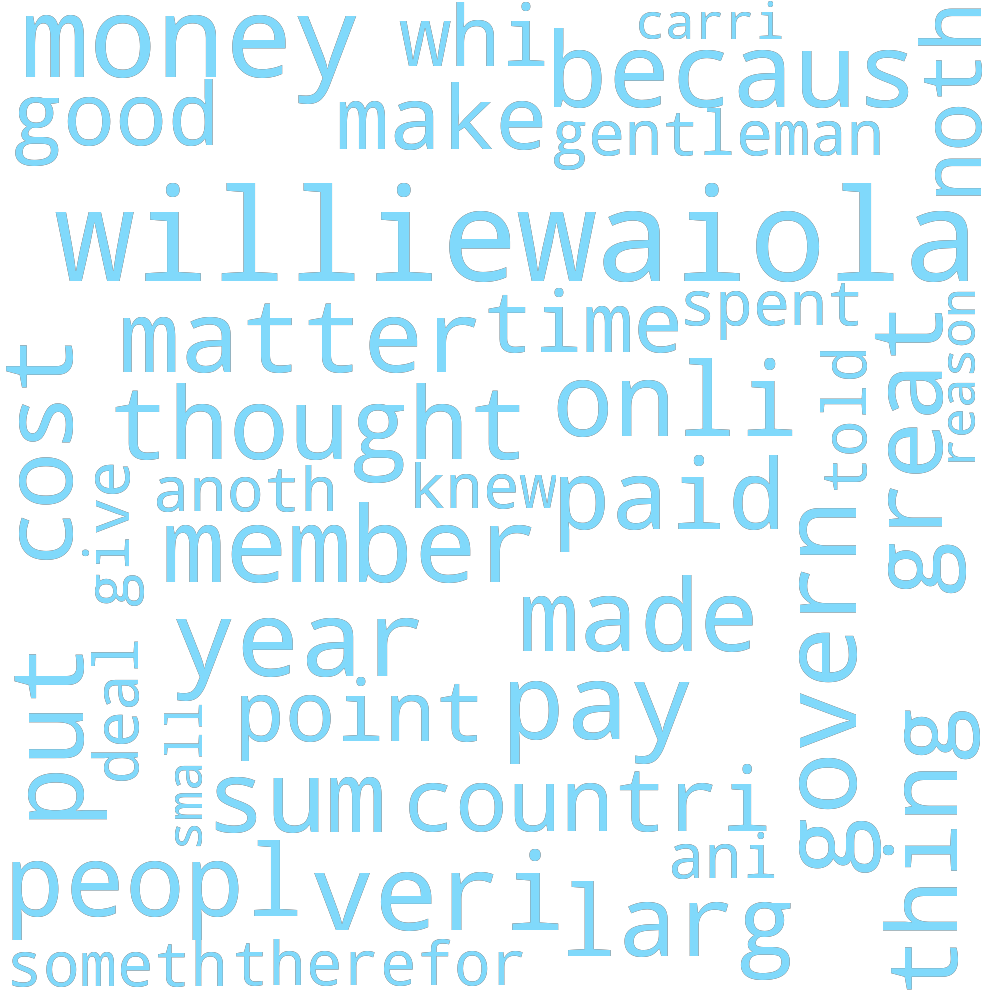 carri
money
whi
becaus
noth
good
make
gentleman
williewaiola
spent
matter
time
great
reason
cost
thought
onli
told
give
anoth
knew
paid
member
govern
year
made
put
deal
point
pay
small
thing
sum
countri
peopl
veri
ani
larg
someth
therefor